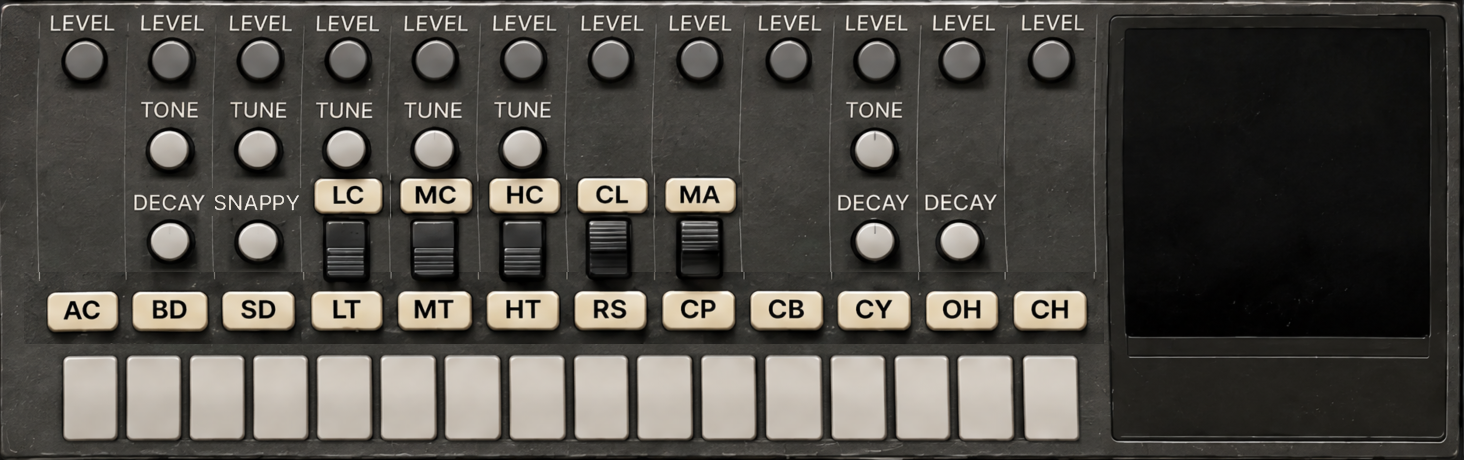 LEVEL LEVEL LEVEL LEVEL LEVEL LEVEL LEVEL LEVEL LEVEL LEVEL LEVEL LEVEL
TONE TUNE TUNE TUNE TUNE TONE
LC MC HC CL MA
DECAY SNAPPY DECAY DECAY
AC BD SD LT MT HT RS CP CB CY OH CH